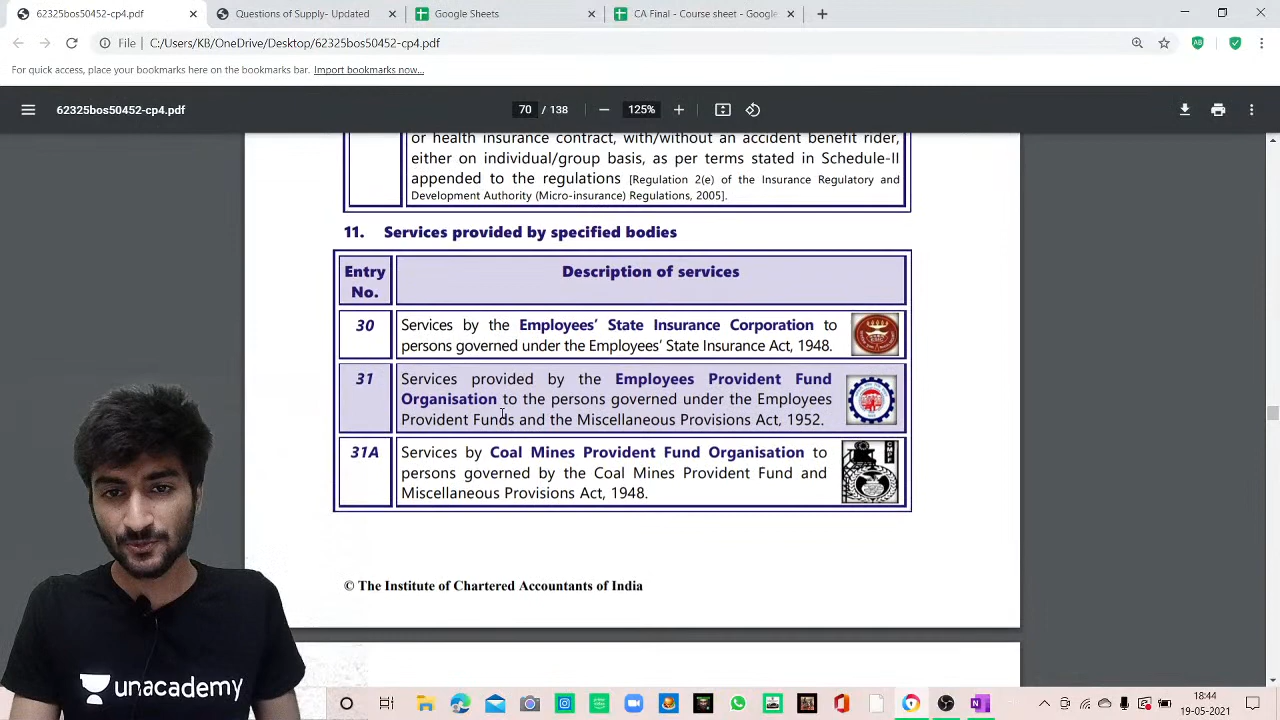 62325bos50452-cp4.pdf
Questions of Supply- Updated
Google Sheets
CA Final - Course sheet - Google
File
C:/Users/KB/OneDrive/Desktop/62325bos50452-cp4.pdf
For quick access, place your bookmarks here on the bookmarks bar. Import bookmarks now...
62325bos50452-cp4.pdf
70 / 138
125%
or health insurance contract, with/without an accident benefit rider,
either on individual/group basis, as per terms stated in Schedule-II
appended to the regulations [Regulation 2(e) of the Insurance Regulatory and
Development Authority (Micro-insurance) Regulations, 2005].
11. Services provided by specified bodies
Entry No.
Description of services
30
Services by the Employees' State Insurance Corporation to
persons governed under the Employees' State Insurance Act, 1948.
31
Services provided by the Employees Provident Fund
Organisation to the persons governed under the Employees
Provident Funds and the Miscellaneous Provisions Act, 1952.
31A
Services by Coal Mines Provident Fund Organisation to
persons governed by the Coal Mines Provident Fund and
Miscellaneous Provisions Act, 1948.
© The Institute of Chartered Accountants of India
unacademy
18:44
19-05-2021